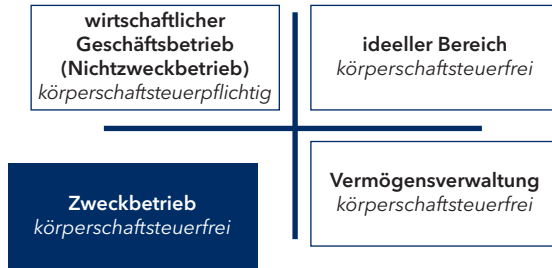 wirtschaftlicher
Geschäftsbetrieb
(Nichtzweckbetrieb)
körperschaftsteuerpflichtig
ideeller Bereich
körperschaftsteuerfrei
Zweckbetrieb
körperschaftsteuerfrei
Vermögensverwaltung
körperschaftsteuerfrei